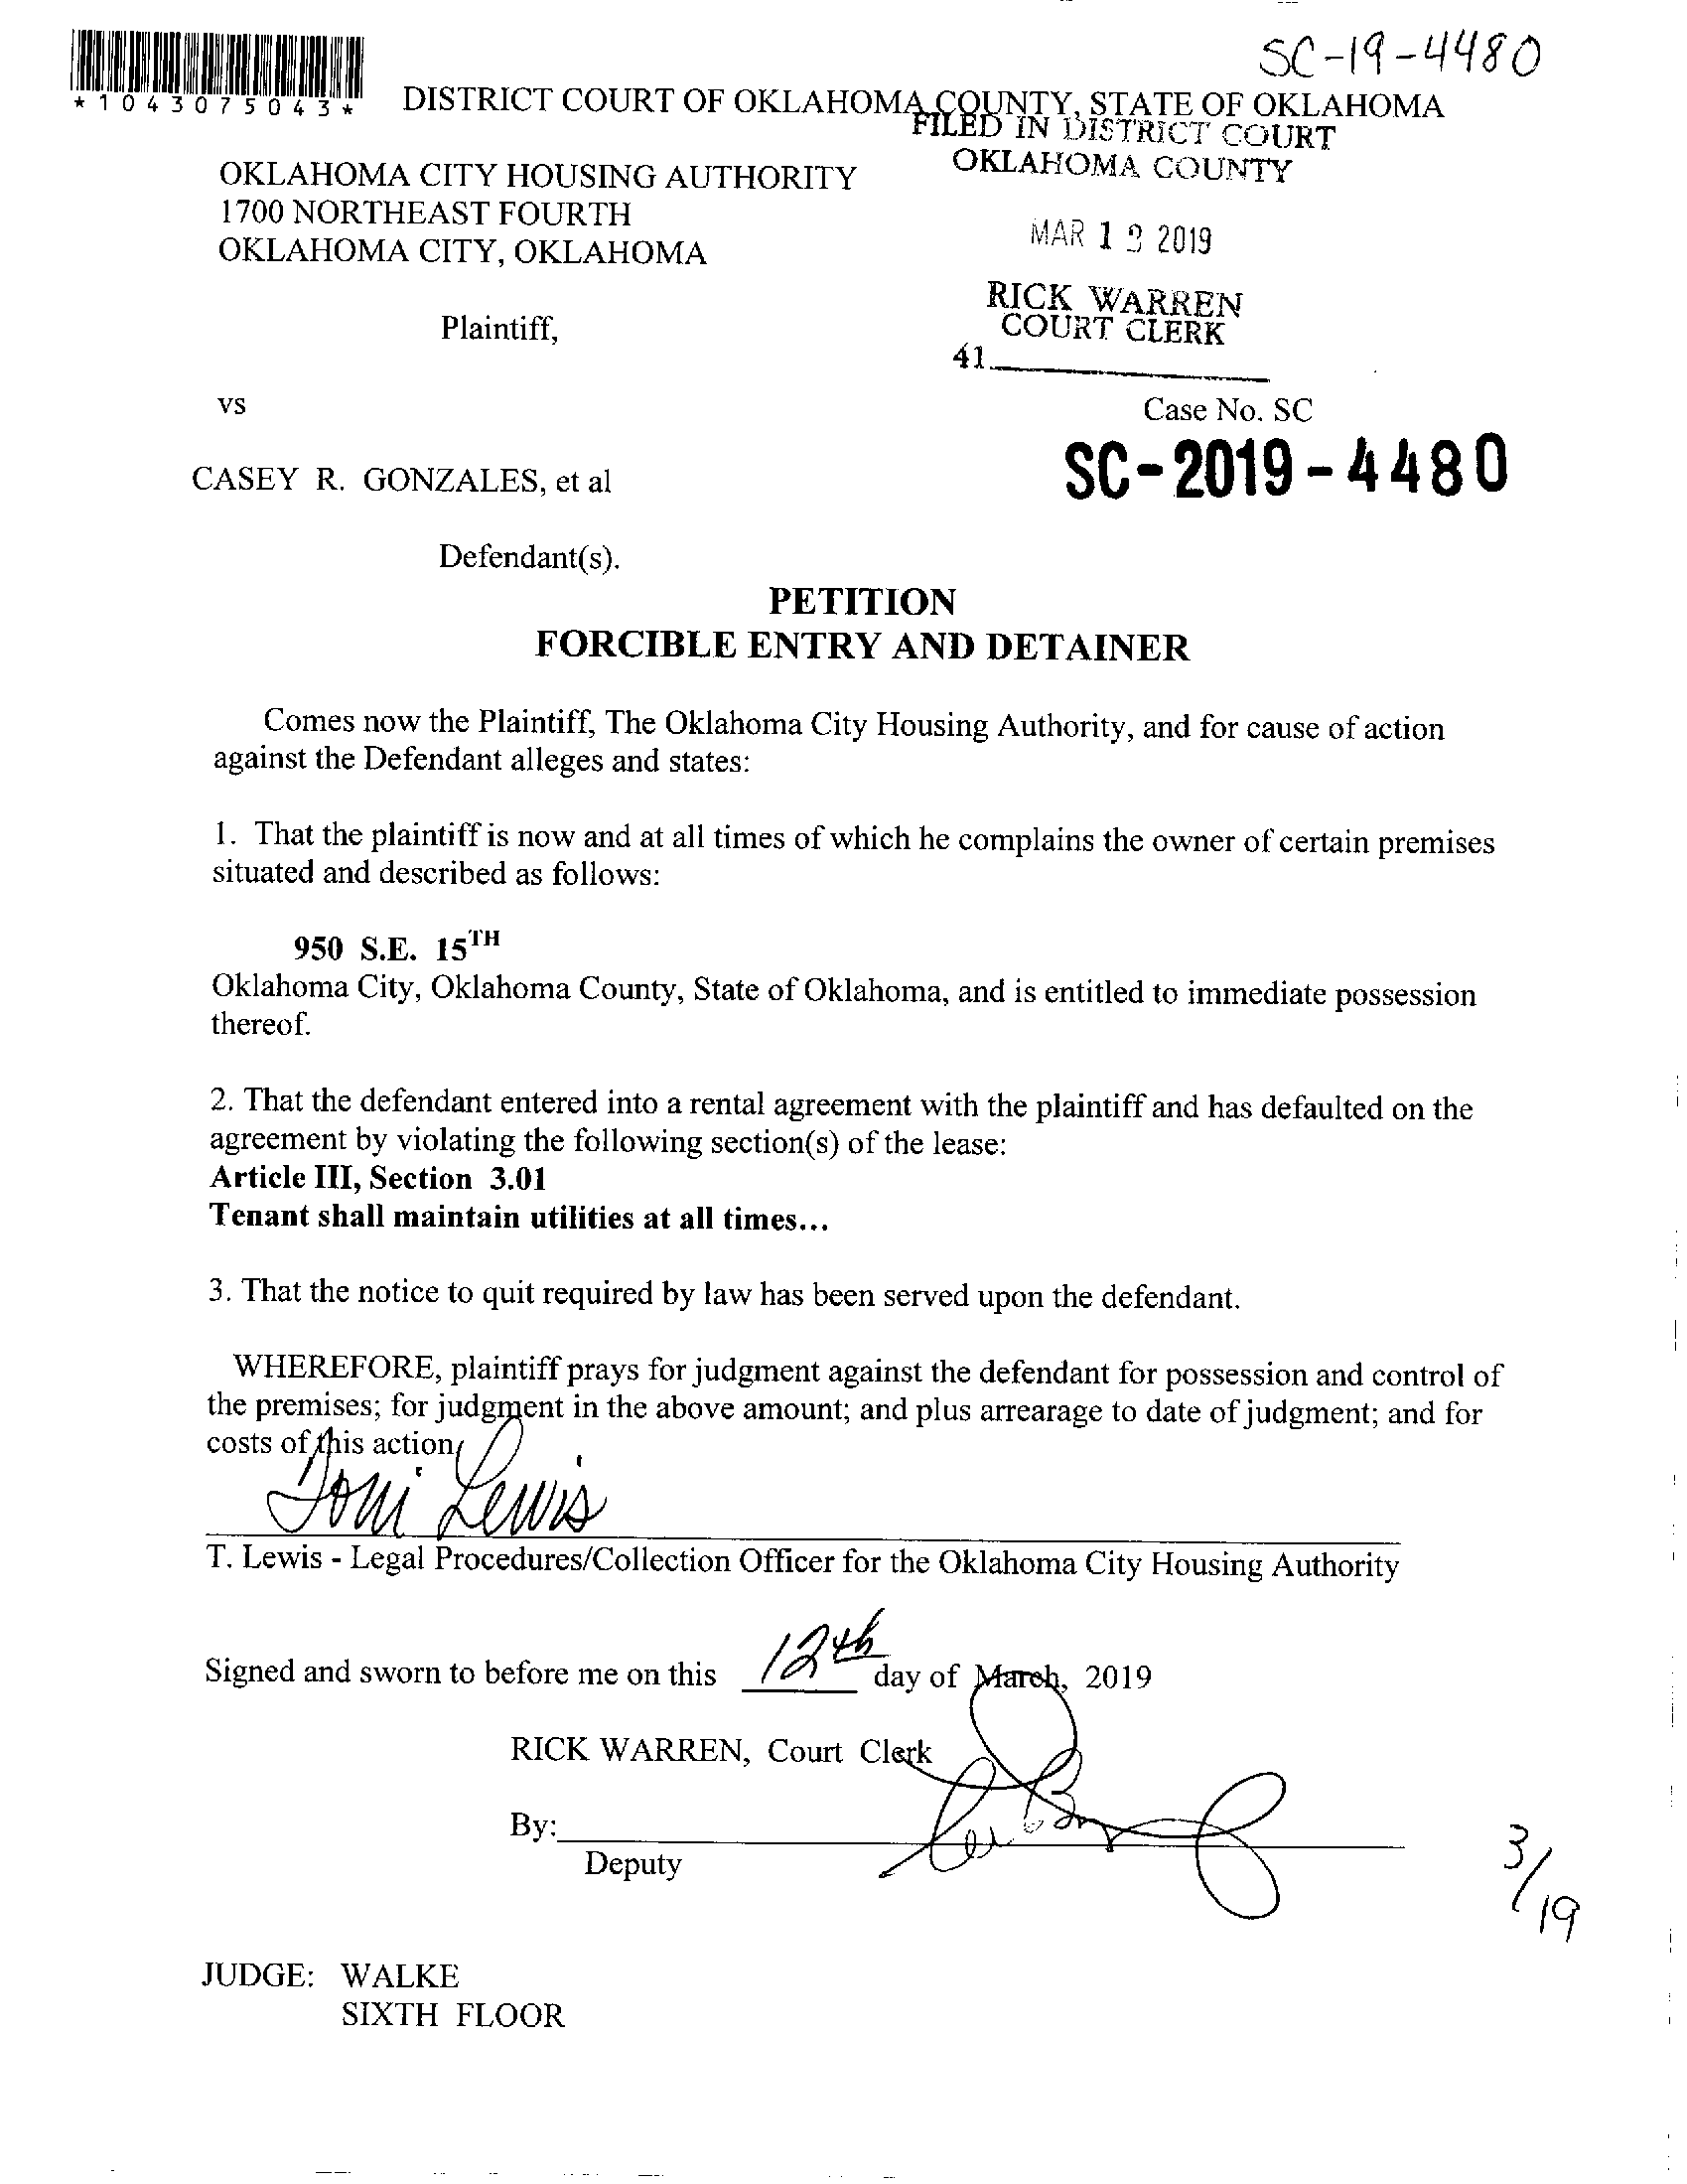 SC-19-4480
*1043075043*
DISTRICT COURT OF OKLAHOMA COUNTY, STATE OF OKLAHOMA
FILED IN DISTRICT COURT
OKLAHOMA COUNTY
OKLAHOMA CITY HOUSING AUTHORITY
1700 NORTHEAST FOURTH
OKLAHOMA CITY, OKLAHOMA
MAR 1 2019
RICK WARREN
COURT CLERK
Plaintiff,
41
vs
Case No. SC
SC-2019-4480
CASEY R. GONZALES, et al
Defendant(s).
PETITION
FORCIBLE ENTRY AND DETAINER
Comes now the Plaintiff, The Oklahoma City Housing Authority, and for cause of action
against the Defendant alleges and states:
1. That the plaintiff is now and at all times of which he complains the owner of certain premises
situated and described as follows:
950 S.E. 15TH
Oklahoma City, Oklahoma County, State of Oklahoma, and is entitled to immediate possession
thereof.
2. That the defendant entered into a rental agreement with the plaintiff and has defaulted on the
agreement by violating the following section(s) of the lease:
Article III, Section 3.01
Tenant shall maintain utilities at all times...
3. That the notice to quit required by law has been served upon the defendant.
WHEREFORE, plaintiff prays for judgment against the defendant for possession and control of
the premises; for judgment in the above amount; and plus arrearage to date of judgment; and for
costs of this action
Toni Lewis
T. Lewis - Legal Procedures/Collection Officer for the Oklahoma City Housing Authority
Signed and sworn to before me on this 12th day of March, 2019
RICK WARREN, Court Clerk
By:
Deputy
3/19
JUDGE: WALKE
SIXTH FLOOR